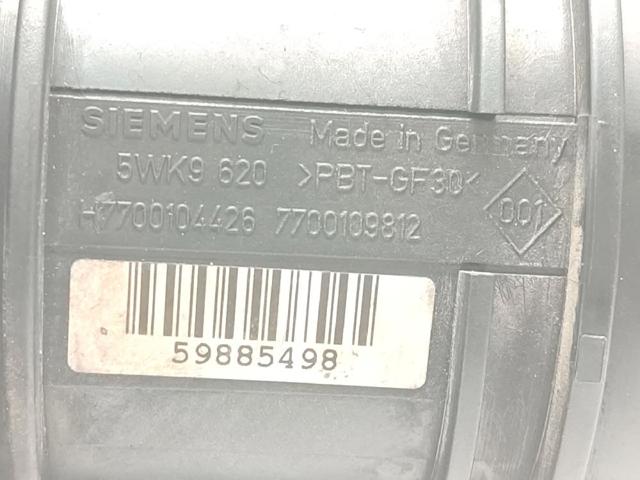 SIEMENS Made in Germany
5WK9 620 >PBT-GF30<
H7700104426 7700109812
001
59885498